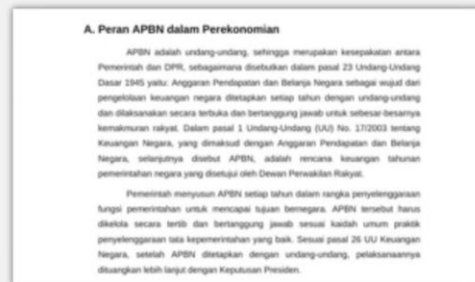 A. Peran APBN dalam Perekonomian
APBN adalah undang-undang, sehingga merupakan kesepakatan antara
Pemerintah dan DPR, sebagaimana disebutkan dalam pasal 23 Undang-Undang
Dasar 1945 yaitu: Anggaran Pendapatan dan Belanja Negara sebagai wujud dari
pengelolaan keuangan negara ditetapkan setiap tahun dengan undang-undang
dan dilaksanakan secara terbuka dan bertanggung jawab untuk sebesar-besarnya
kemakmuran rakyat. Dalam pasal 1 Undang-Undang (UU) No. 17/2003 tentang
Keuangan Negara, yang dimaksud dengan Anggaran Pendapatan dan Belanja
Negara, selanjutnya disebut APBN, adalah rencana keuangan tahunan
pemerintahan negara yang disetujui oleh Dewan Perwakilan Rakyat.
Pemerintah menyusun APBN setiap tahun dalam rangka penyelenggaraan
fungsi pemerintahan untuk mencapai tujuan bernegara. APBN tersebut harus
dikelola secara tertib dan bertanggung jawab sesuai kaidah umum praktik
penyelenggaraan tata kepemerintahan yang baik. Sesuai pasal 26 UU Keuangan
Negara, setelah APBN ditetapkan dengan undang-undang, pelaksanaannya
dituangkan lebih lanjut dengan Keputusan Presiden.